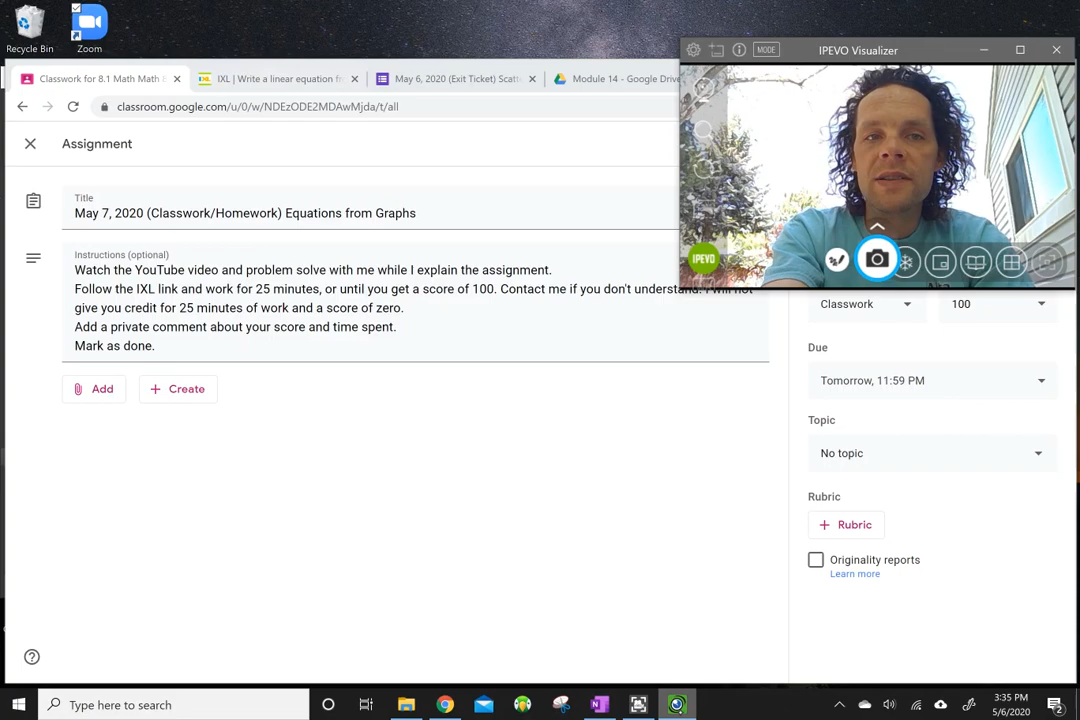 Recycle Bin
Zoom
Classwork for 8.1 Math Math
IXL | Write a linear equation fr
May 6, 2020 (Exit Ticket) Scatt
Module 14 - Google Drive
classroom.google.com/u/0/w/NDEzODE2MDAwMjda/t/all
MODE
IPEVO Visualizer
IPEVO
Assignment
Title
May 7, 2020 (Classwork/Homework) Equations from Graphs
Instructions (optional)
Watch the YouTube video and problem solve with me while I explain the assignment.
Follow the IXL link and work for 25 minutes, or until you get a score of 100. Contact me if you don't understand. I will not
give you credit for 25 minutes of work and a score of zero.
Add a private comment about your score and time spent.
Mark as done.
Add
Create
Classwork
100
Due
Tomorrow, 11:59 PM
Topic
No topic
Rubric
Rubric
Originality reports
Learn more
Type here to search
3:35 PM
5/6/2020
2